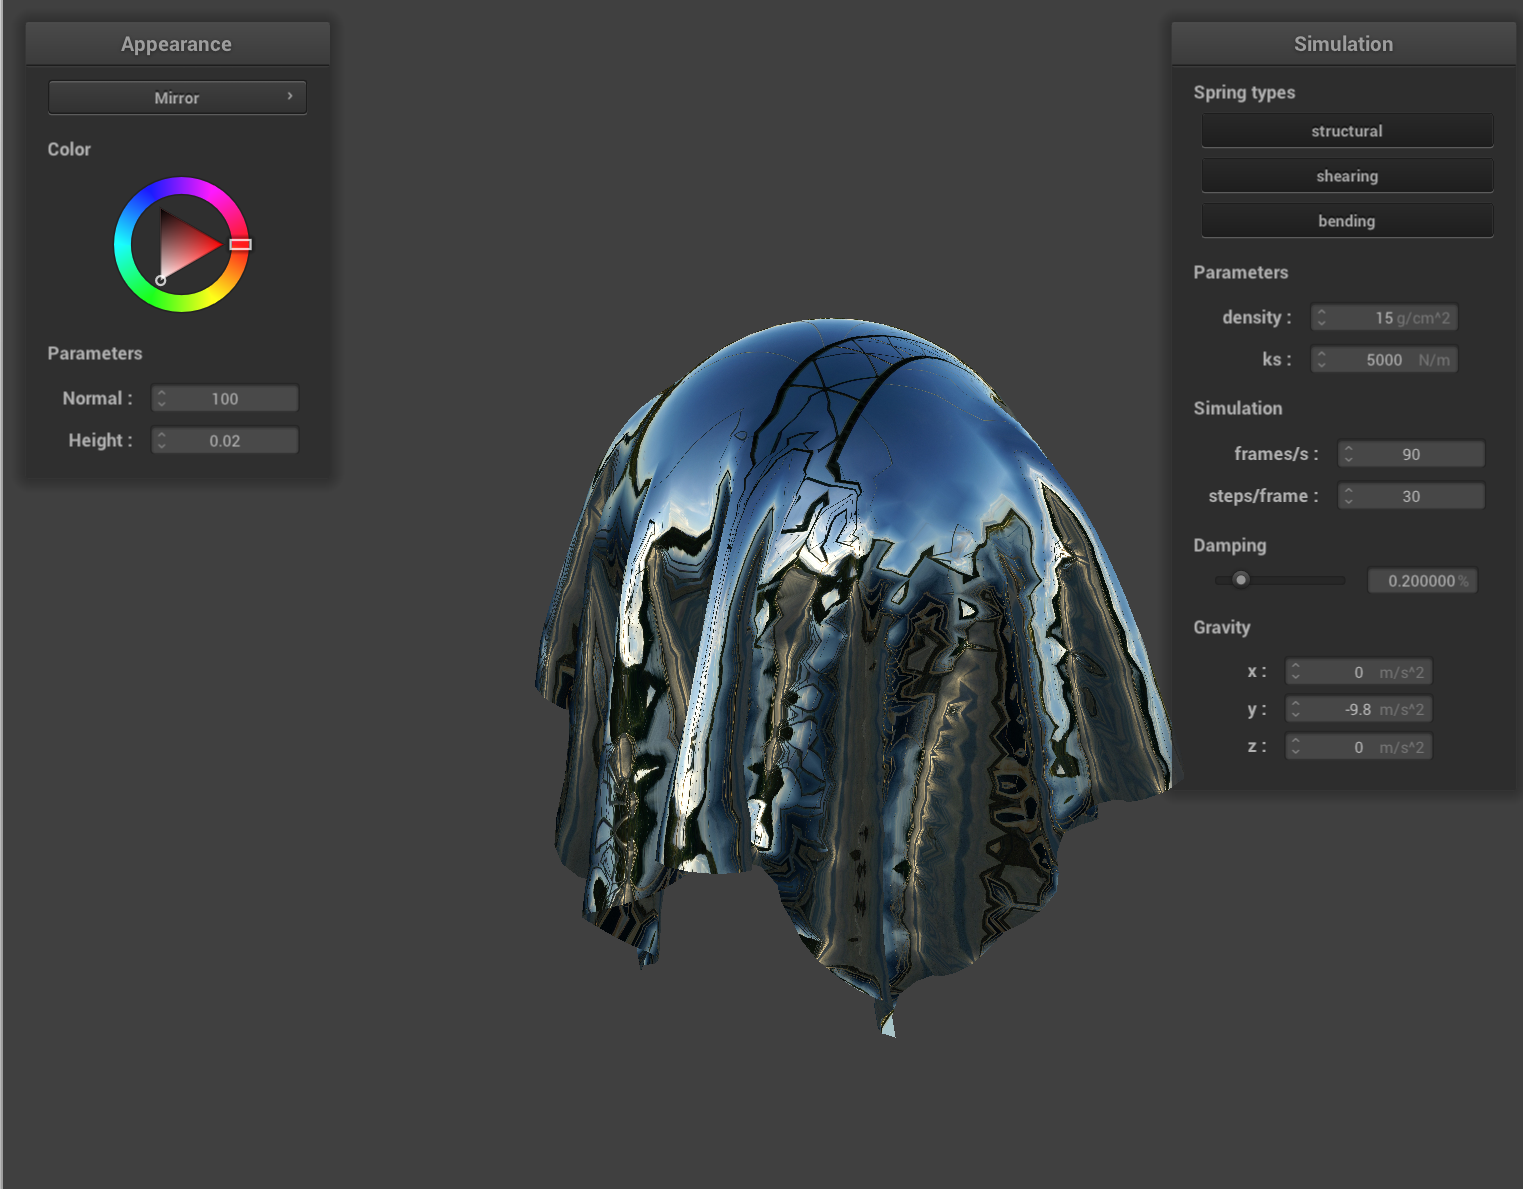 Appearance
Mirror
Color
Parameters
Normal : 100
Height : 0.02
Simulation
Spring types
structural
shearing
bending
Parameters
density : 15 g/cm^2
ks : 5000 N/m
Simulation
frames/s : 90
steps/frame : 30
Damping
0.200000 %
Gravity
x : 0 m/s^2
y : -9.8 m/s^2
z : 0 m/s^2